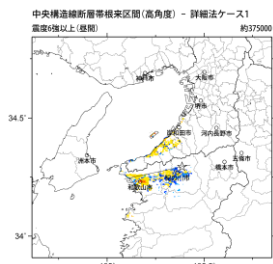 中央構造線断層帯根来区間(高角度) - 詳細法ケース1
震度6強以上(昼間)
約375000
神戸市
大阪市
堺市
34.5˚
岸和田市
河内長野市
洲本市
五條市
橋本市
和歌山市
34˚